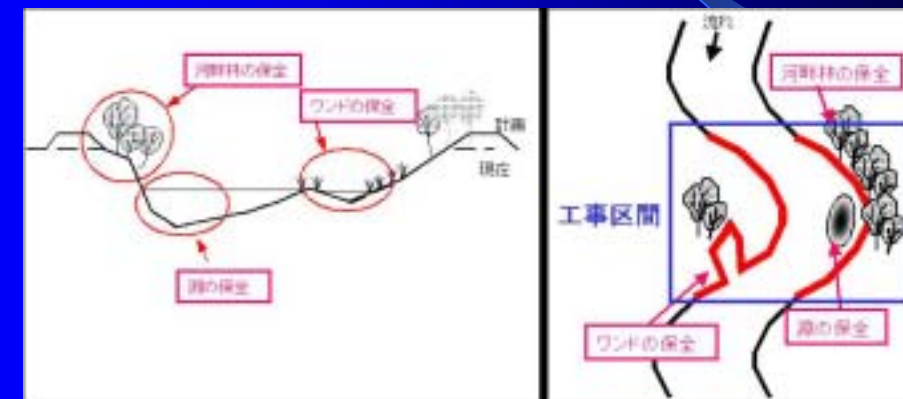 河畔林の保全
ワンドの保全
計画
現在
淵の保全
流れ
河畔林の保全
工事区間
ワンドの保全
淵の保全